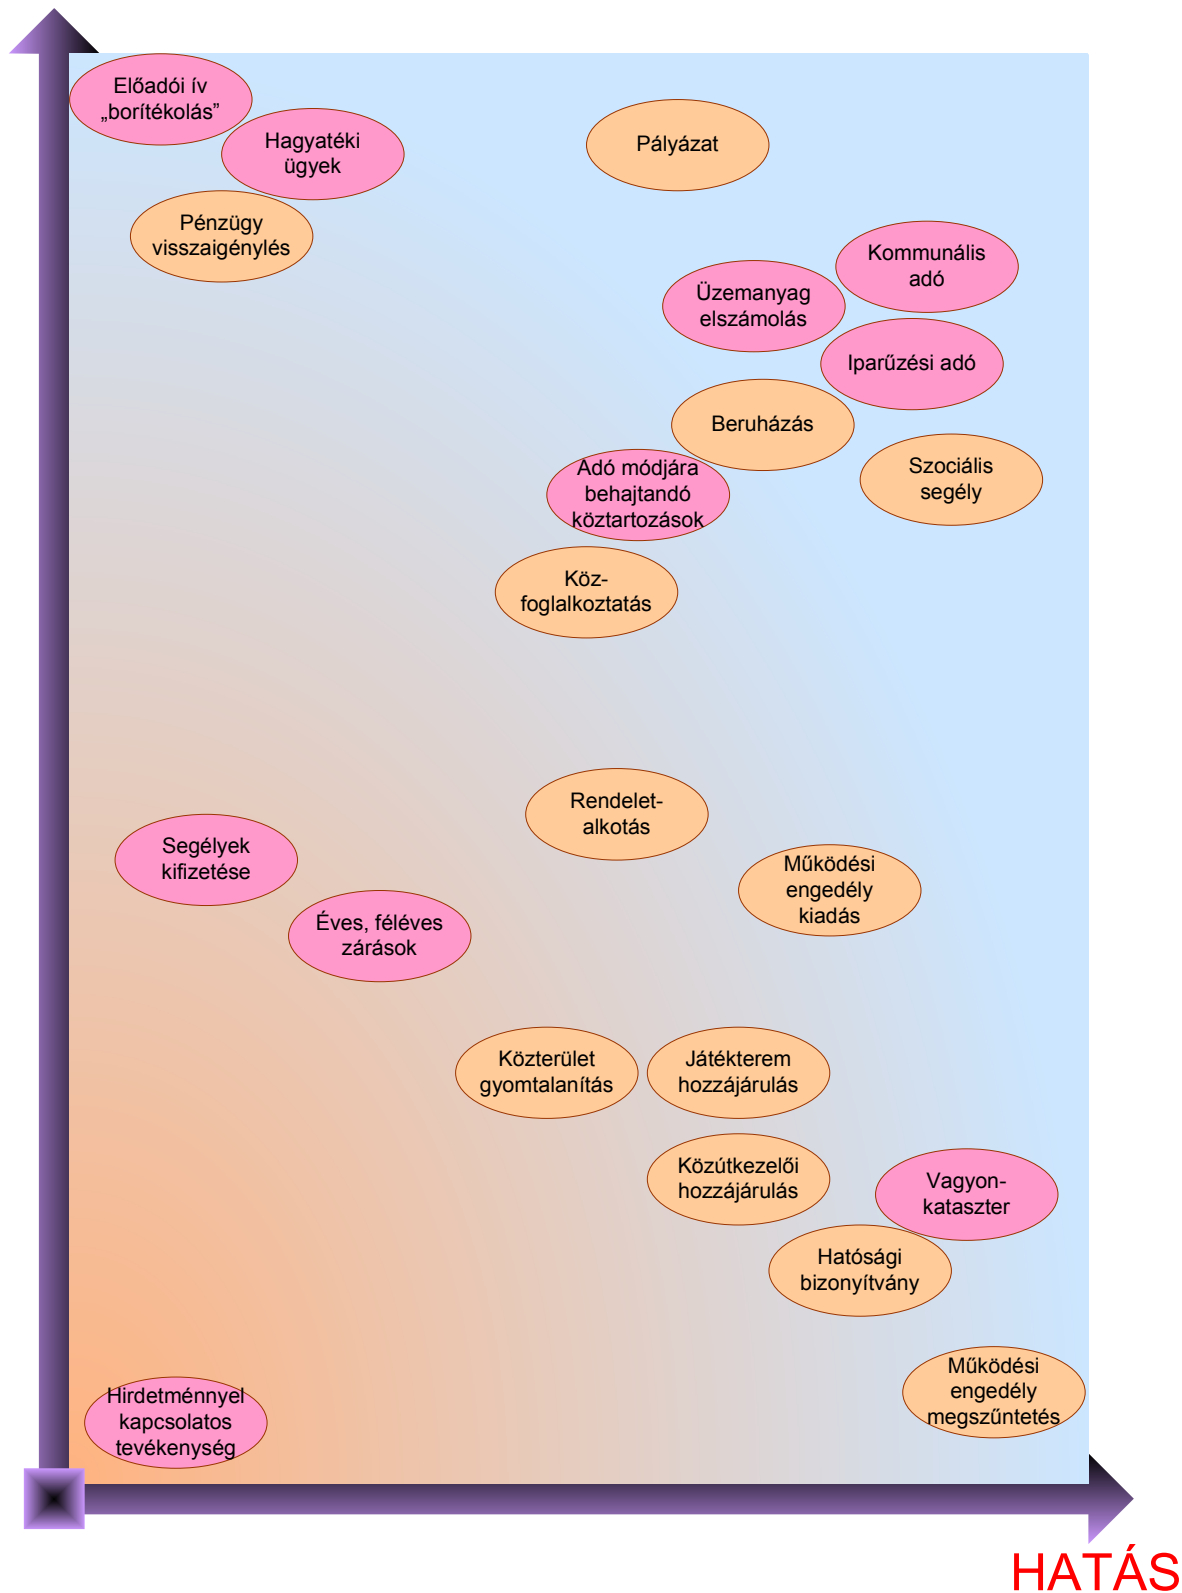 Előadói ív
„borítékolás”
Hagyatéki
ügyek
Pályázat
Pénzügy
visszaigénylés
Kommunális
adó
Üzemanyag
elszámolás
Iparűzési adó
Beruházás
Szociális
segély
Adó módjára
behajtandó
köztartozások
Köz-
foglalkoztatás
Rendelet-
alkotás
Segélyek
kifizetése
Működési
engedély
kiadás
Éves, féléves
zárások
Közterület
gyomtalanítás
Játékterem
hozzájárulás
Közútkezelői
hozzájárulás
Vagyon-
kataszter
Hatósági
bizonyítvány
Működési
engedély
megszűntetés
Hirdetménnyel
kapcsolatos
tevékenység
HATÁS